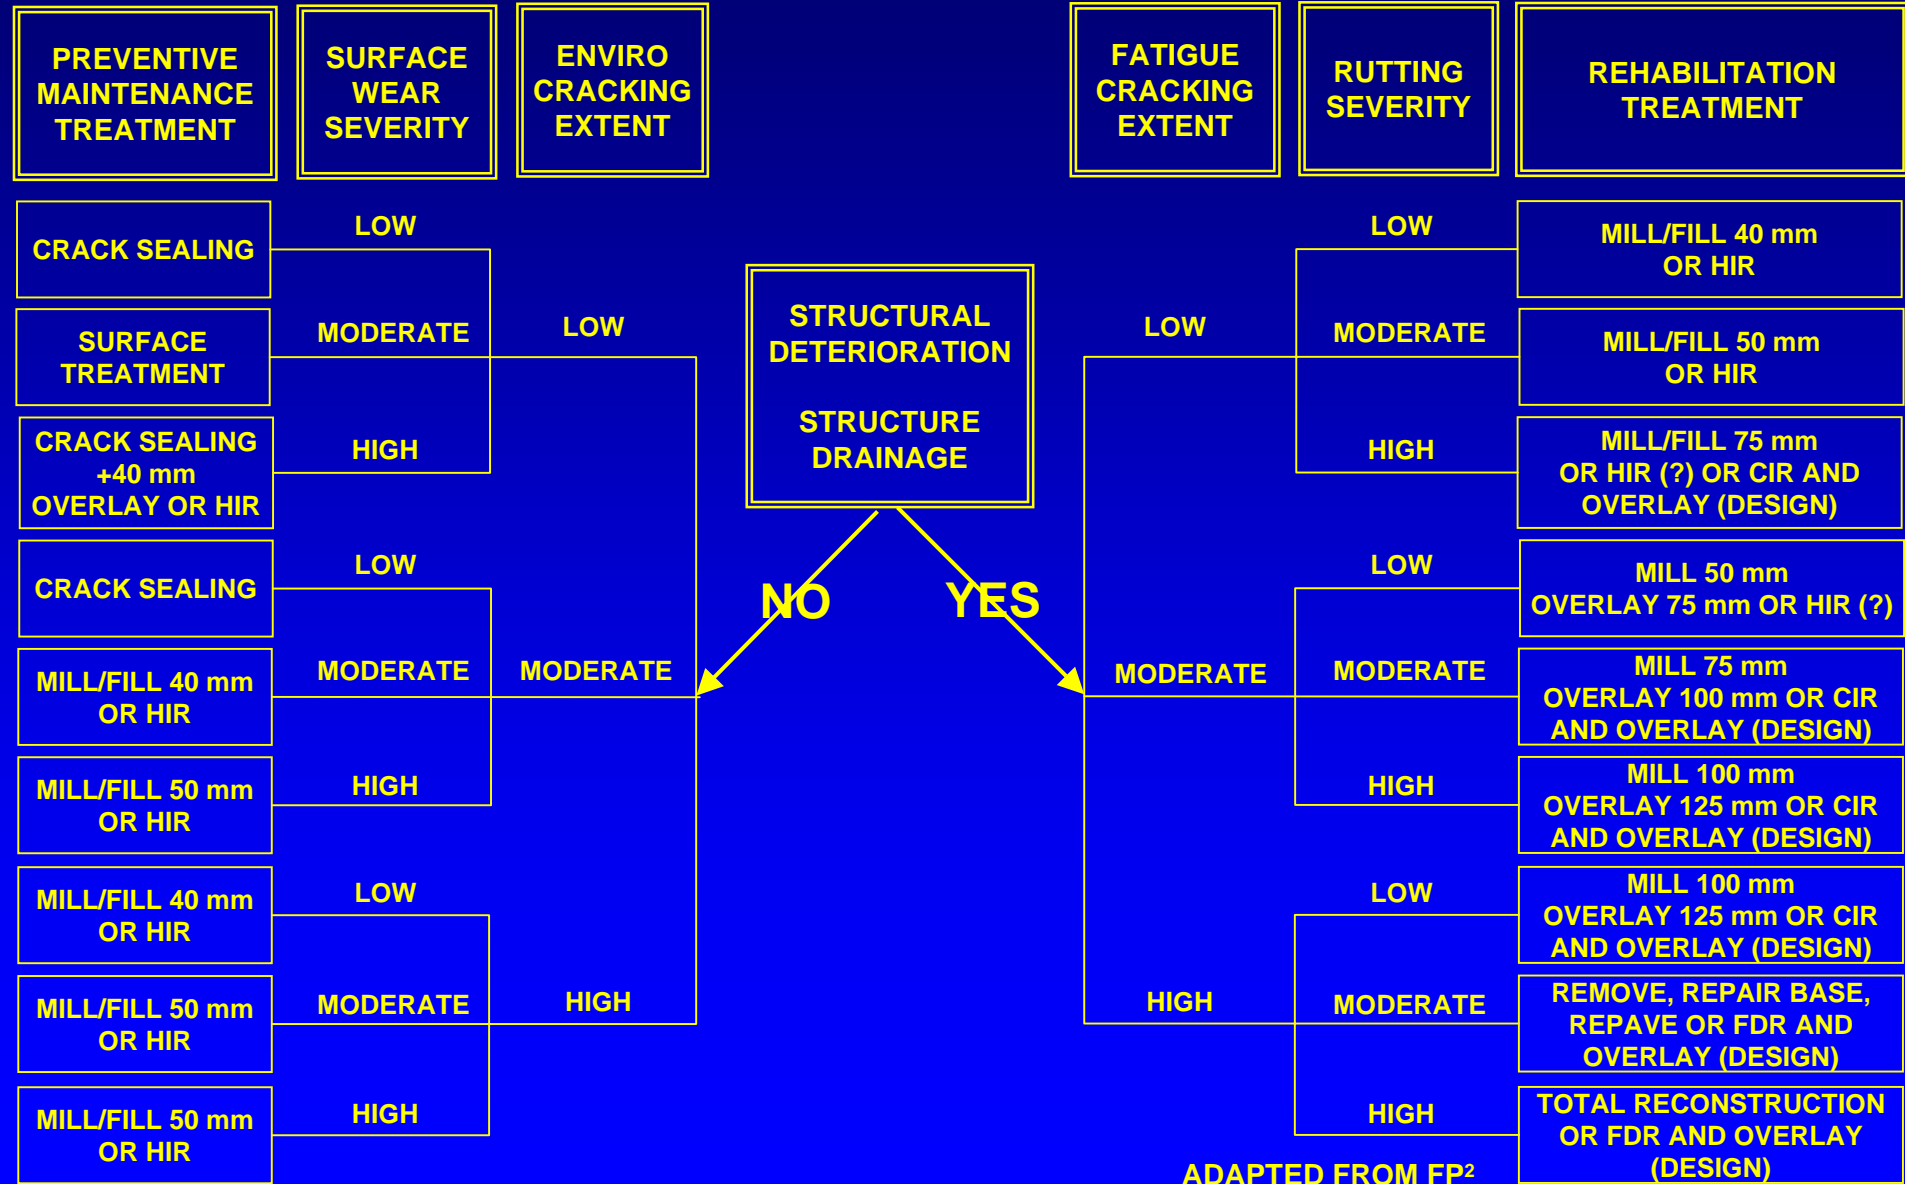 PREVENTIVE
MAINTENANCE
TREATMENT
SURFACE
WEAR
SEVERITY
ENVIRO
CRACKING
EXTENT
FATIGUE
CRACKING
EXTENT
RUTTING
SEVERITY
REHABILITATION
TREATMENT
CRACK SEALING
LOW
SURFACE
TREATMENT
MODERATE
LOW
CRACK SEALING
+40 mm
OVERLAY OR HIR
HIGH
CRACK SEALING
LOW
MILL/FILL 40 mm
OR HIR
MODERATE
MODERATE
MILL/FILL 50 mm
OR HIR
HIGH
MILL/FILL 40 mm
OR HIR
LOW
MILL/FILL 50 mm
OR HIR
MODERATE
HIGH
MILL/FILL 50 mm
OR HIR
HIGH
STRUCTURAL
DETERIORATION
STRUCTURE
DRAINAGE
NO
YES
LOW
MILL/FILL 40 mm
OR HIR
LOW
MODERATE
MILL/FILL 50 mm
OR HIR
HIGH
MILL/FILL 75 mm
OR HIR (?) OR CIR AND
OVERLAY (DESIGN)
LOW
MILL 50 mm
OVERLAY 75 mm OR HIR (?)
MODERATE
MODERATE
MILL 75 mm
OVERLAY 100 mm OR CIR
AND OVERLAY (DESIGN)
HIGH
MILL 100 mm
OVERLAY 125 mm OR CIR
AND OVERLAY (DESIGN)
LOW
MILL 100 mm
OVERLAY 125 mm OR CIR
AND OVERLAY (DESIGN)
HIGH
MODERATE
REMOVE, REPAIR BASE,
REPAVE OR FDR AND
OVERLAY (DESIGN)
HIGH
TOTAL RECONSTRUCTION
OR FDR AND OVERLAY
(DESIGN)
ADAPTED FROM FP²